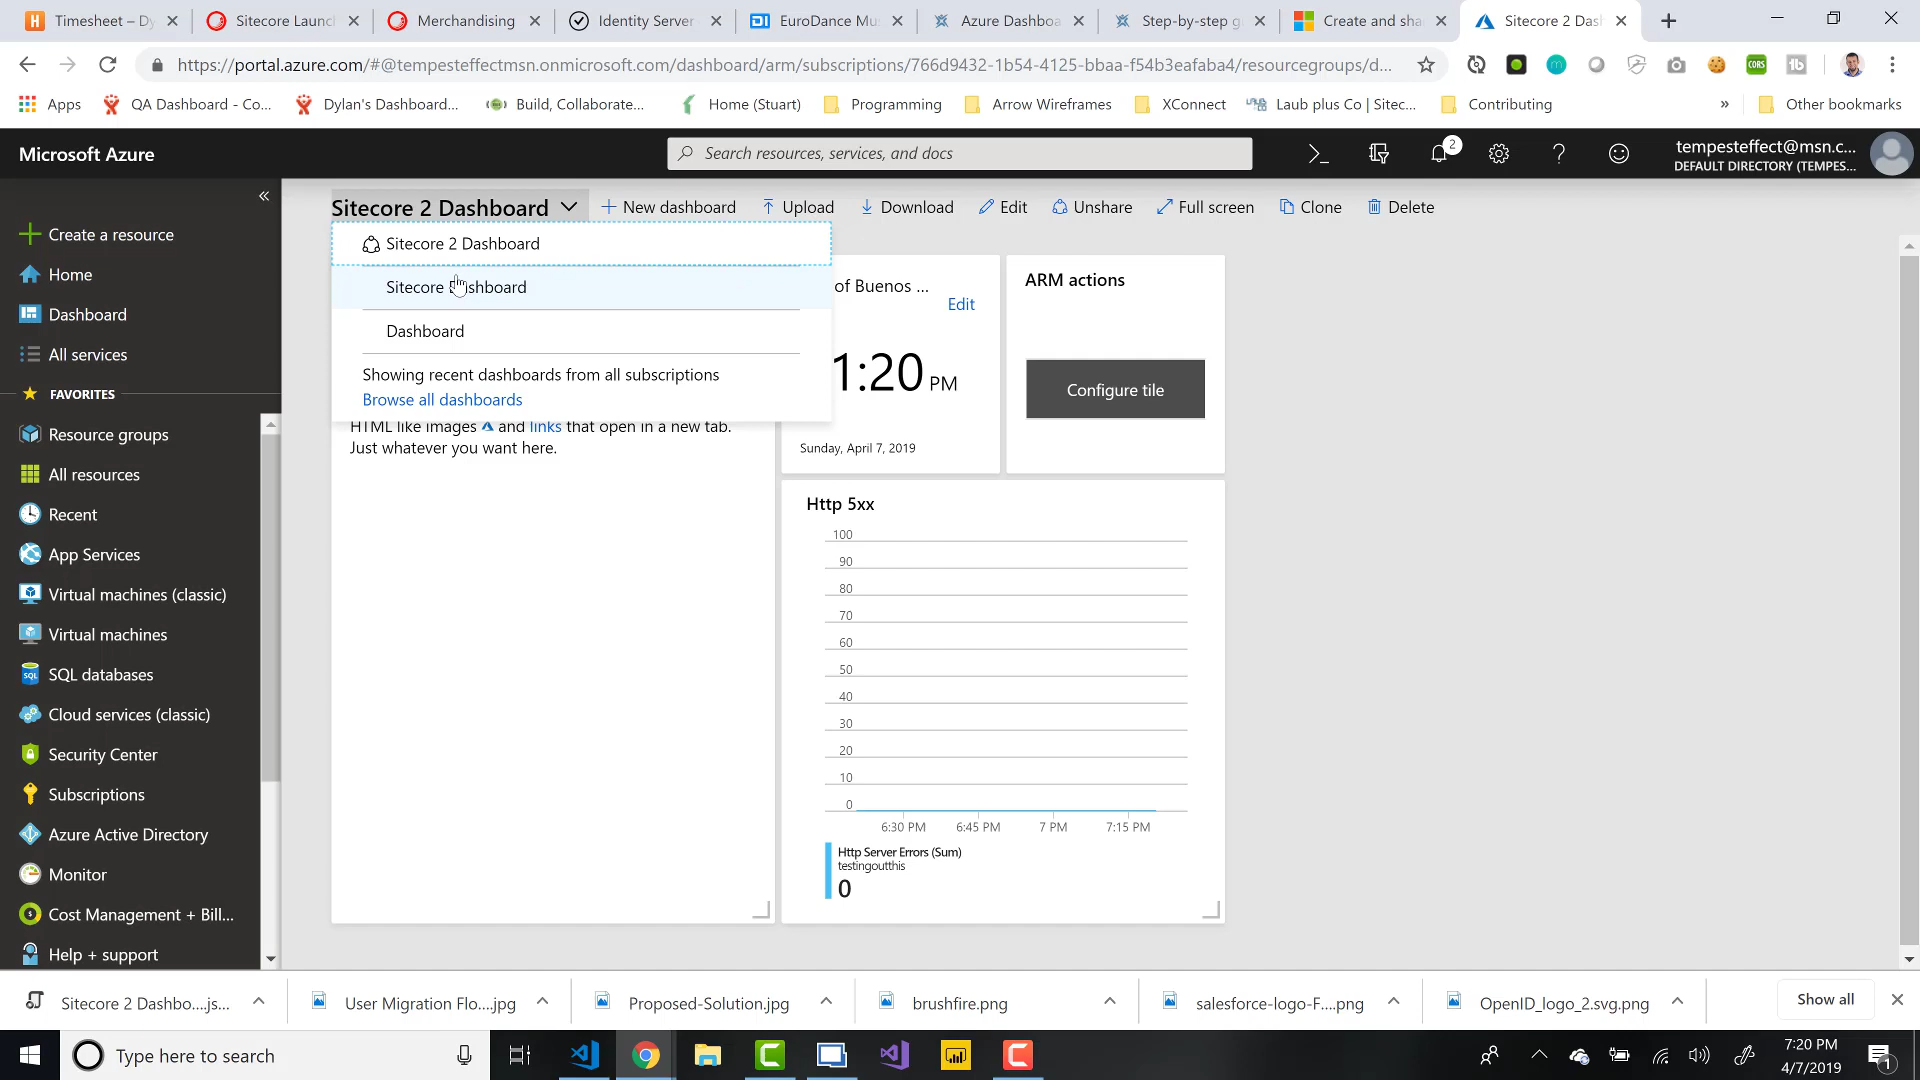 Timesheet – Dy
Sitecore Launc
Merchandising
Identity Server
EuroDance Mu
Azure Dashboa
Step-by-step g
Create and sha
Sitecore 2 Dash
https://portal.azure.com/#@tempesteffectmsn.onmicrosoft.com/dashboard/arm/subscriptions/766d9432-1b54-4125-bbaa-f54b3eafaba4/resourcegroups/d...
Apps
QA Dashboard - Co...
Dylan's Dashboard...
Build, Collaborate...
Home (Stuart)
Programming
Arrow Wireframes
XConnect
Laub plus Co | Sitec...
Contributing
»
Other bookmarks
Microsoft Azure
Search resources, services, and docs
2
tempesteffect@msn.c...
DEFAULT DIRECTORY (TEMPES...
Create a resource
Home
Dashboard
All services
FAVORITES
Resource groups
All resources
Recent
App Services
Virtual machines (classic)
Virtual machines
SQL databases
Cloud services (classic)
Security Center
Subscriptions
Azure Active Directory
Monitor
Cost Management + Bill...
Help + support
Sitecore 2 Dashboard
New dashboard
Upload
Download
Edit
Unshare
Full screen
Clone
Delete
Sitecore 2 Dashboard
Sitecore Dashboard
Dashboard
Showing recent dashboards from all subscriptions
Browse all dashboards
HTML like images and links that open in a new tab.
Just whatever you want here.
of Buenos ...
Edit
1:20 PM
Sunday, April 7, 2019
ARM actions
Configure tile
Http 5xx
100
90
80
70
60
50
40
30
20
10
0
6:30 PM
6:45 PM
7 PM
7:15 PM
Http Server Errors (Sum)
testingoutthis
0
Sitecore 2 Dashbo....js...
User Migration Flo....jpg
Proposed-Solution.jpg
brushfire.png
salesforce-logo-F....png
OpenID_logo_2.svg.png
Show all
Type here to search
7:20 PM
4/7/2019
1